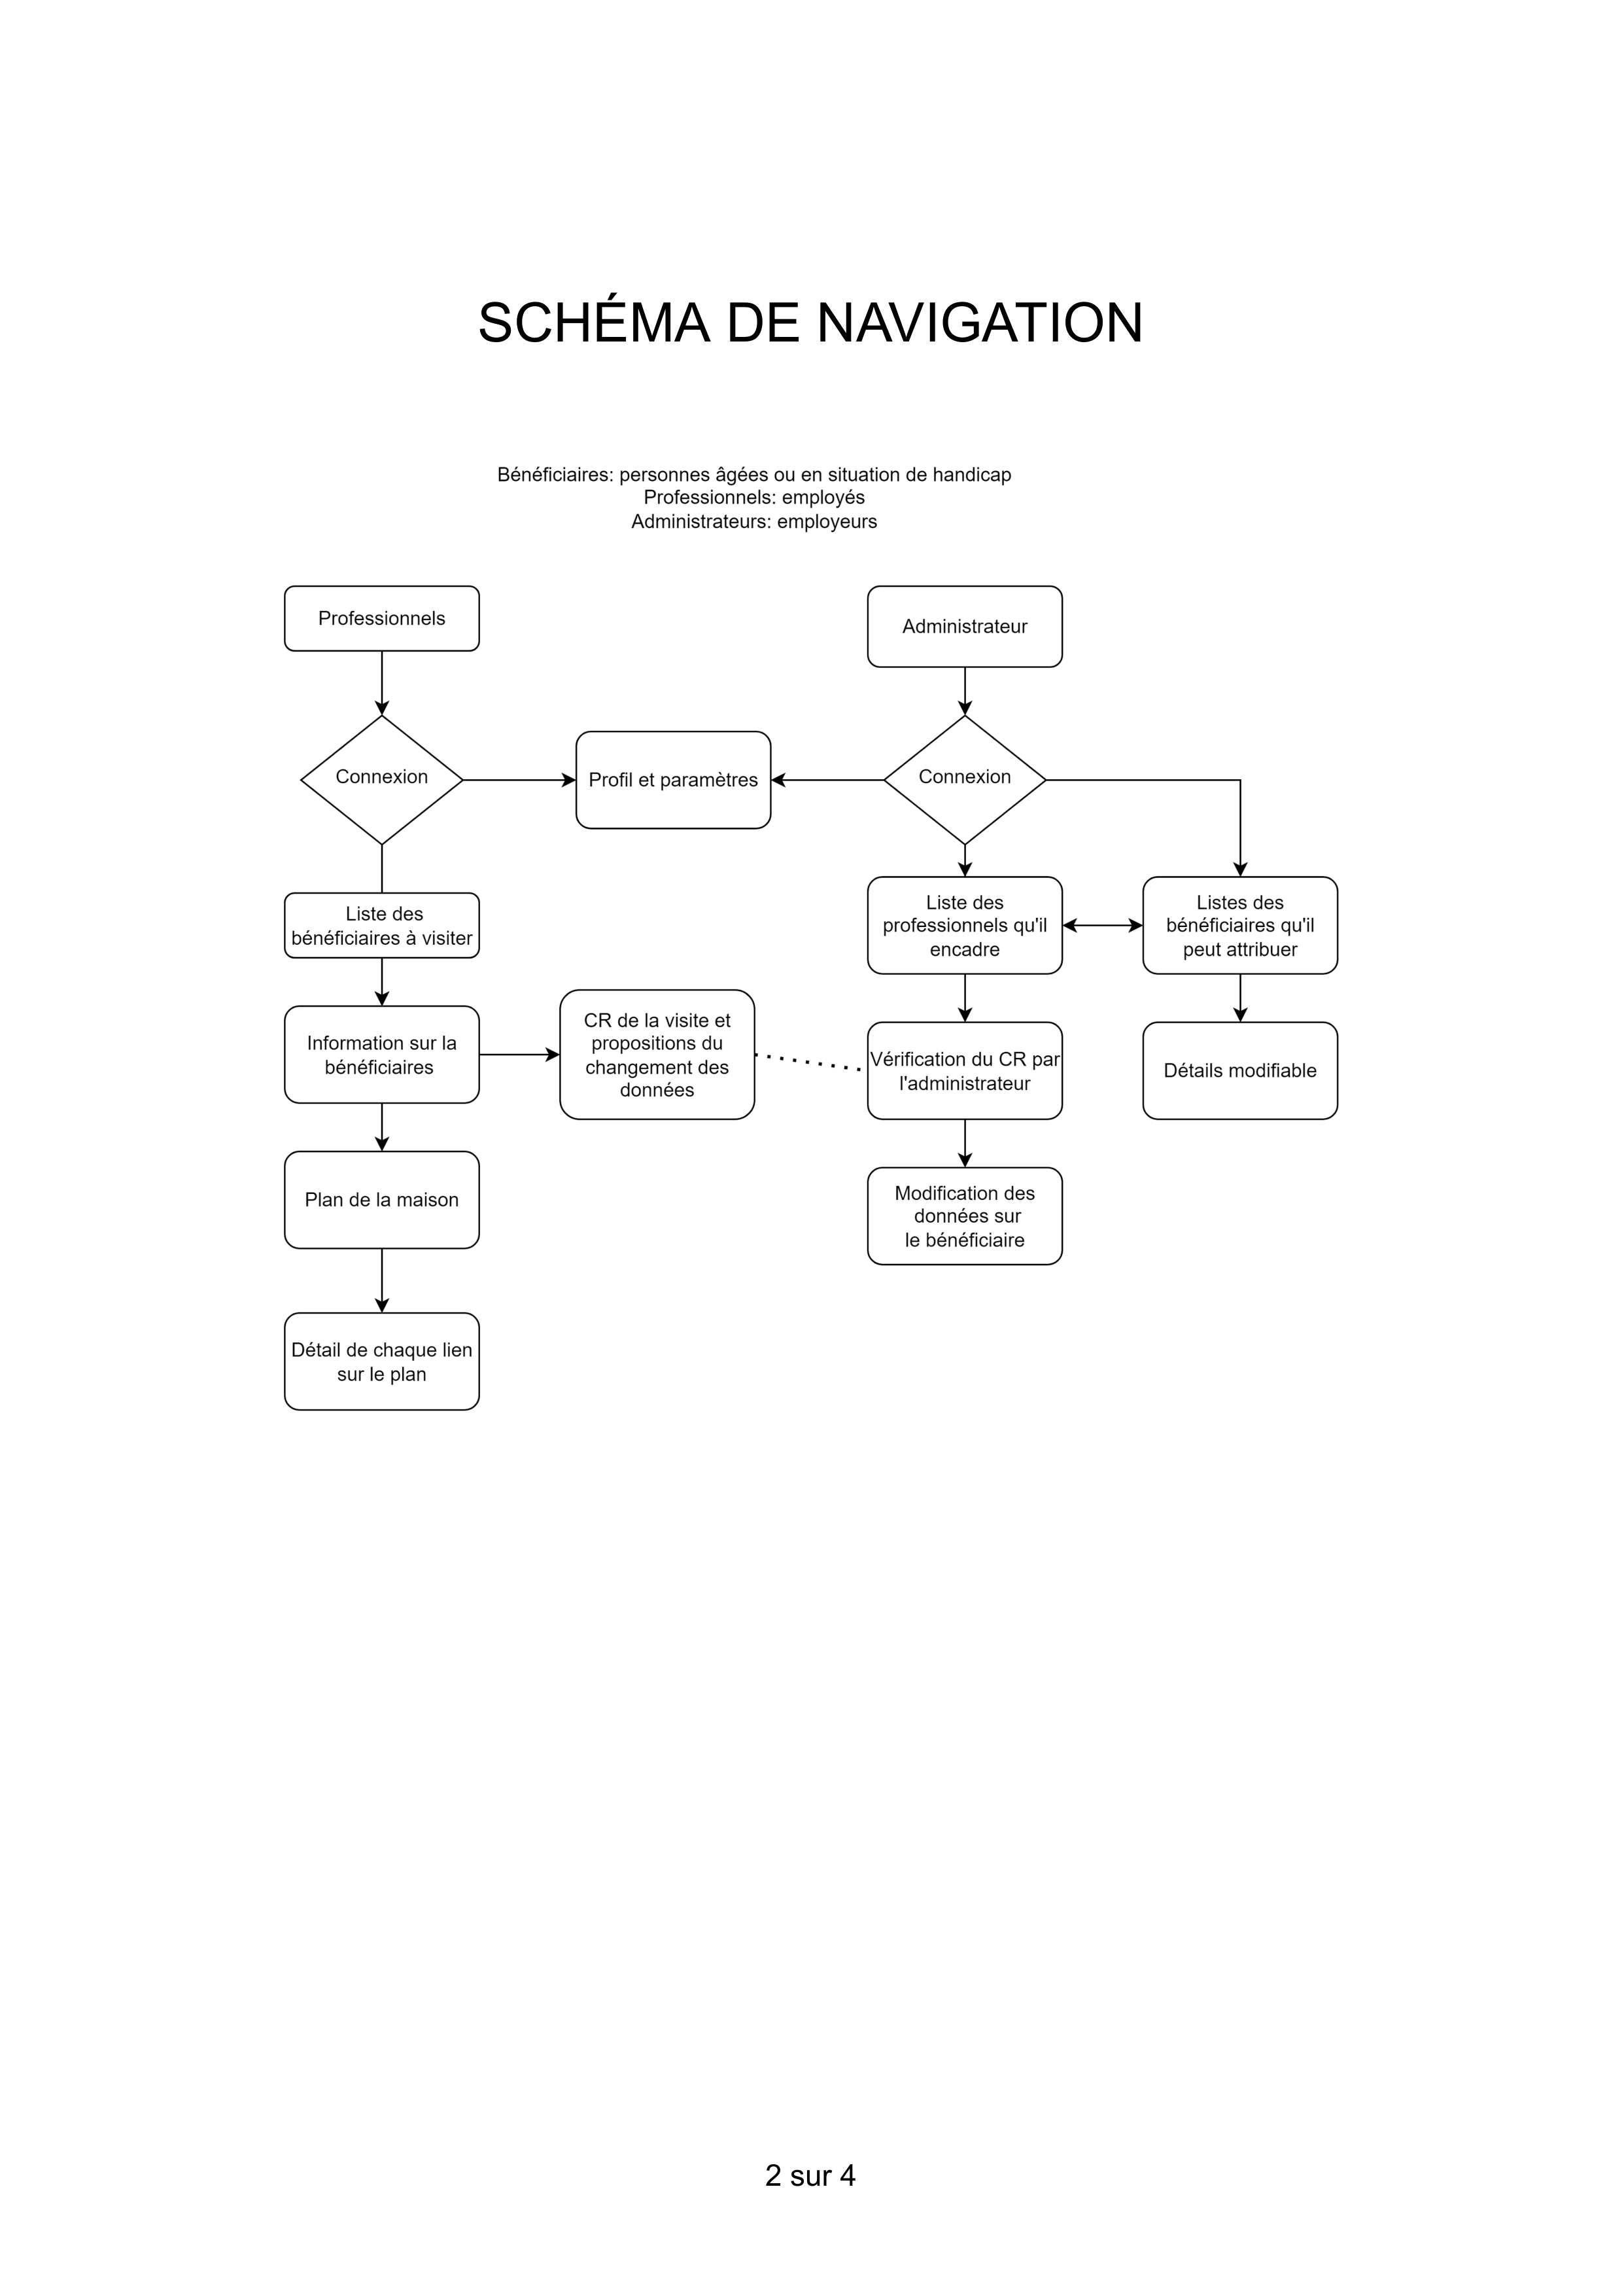 SCHÉMA DE NAVIGATION
Bénéficiaires: personnes âgées ou en situation de handicap
Professionnels: employés
Administrateurs: employeurs
Professionnels
Administrateur
Connexion
Profil et paramètres
Connexion
Liste des
bénéficiaires à visiter
Liste des
professionnels qu'il
encadre
Listes des
bénéficiaires qu'il
peut attribuer
Information sur la
bénéficiaires
CR de la visite et
propositions du
changement des
données
Vérification du CR par
l'administrateur
Détails modifiable
Plan de la maison
Modification des
données sur
le bénéficiaire
Détail de chaque lien
sur le plan
2 sur 4